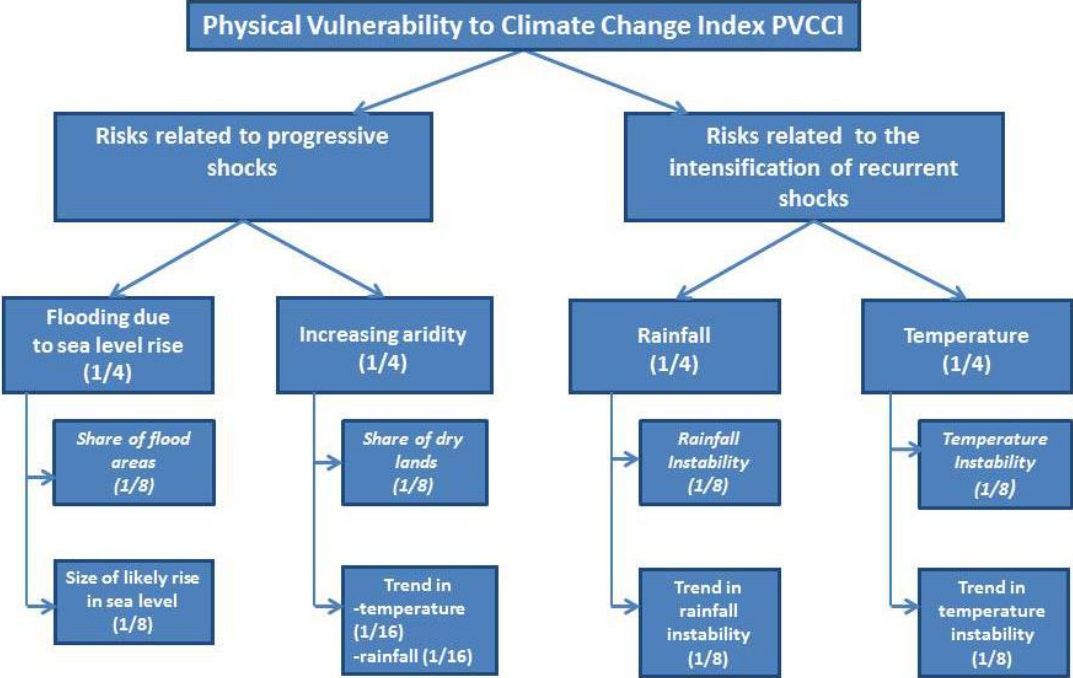 Physical Vulnerability to Climate Change Index PVCCI
Risks related to progressive
shocks
Risks related to the
intensification of recurrent
shocks
Flooding due
to sea level rise
(1/4)
Increasing aridity
(1/4)
Rainfall
(1/4)
Temperature
(1/4)
Share of flood
areas
(1/8)
Share of dry
lands
(1/8)
Rainfall
Instability
(1/8)
Temperature
Instability
(1/8)
Size of likely rise
in sea level
(1/8)
Trend in
-temperature
(1/16)
-rainfall (1/16)
Trend in
rainfall
instability
(1/8)
Trend in
temperature
instability
(1/8)